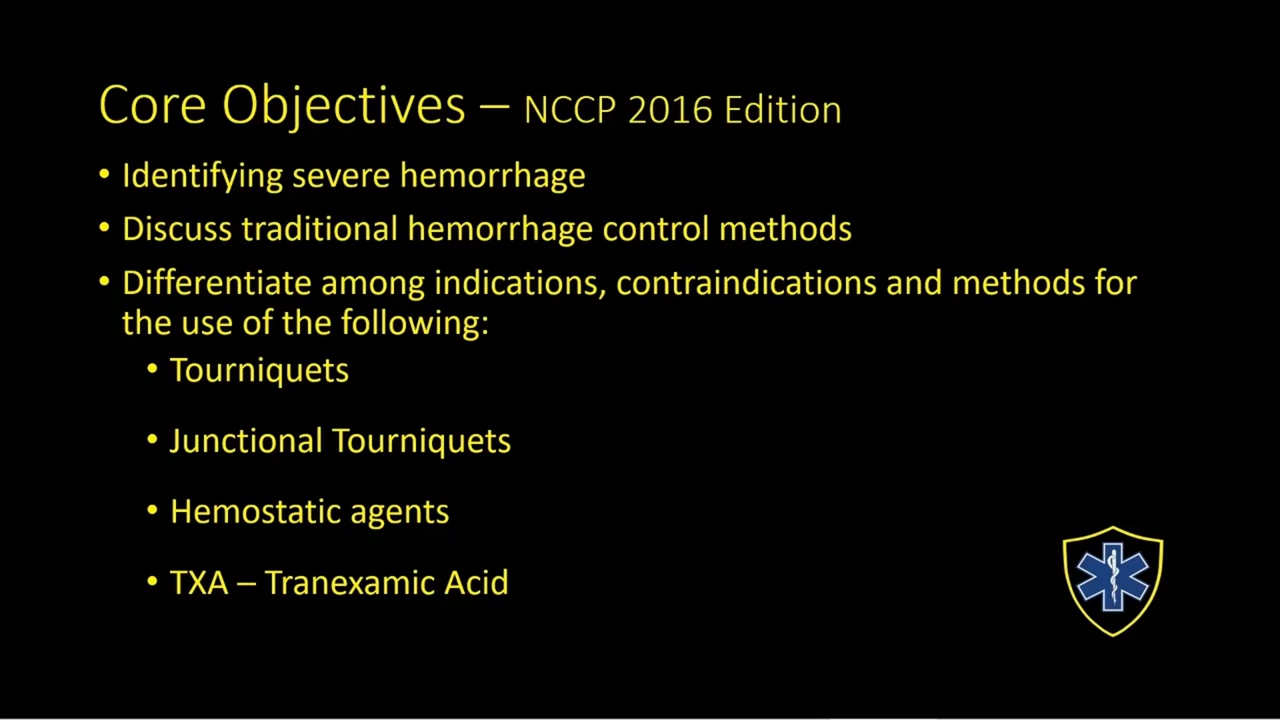 Core Objectives – NCCP 2016 Edition
• Identifying severe hemorrhage
• Discuss traditional hemorrhage control methods
• Differentiate among indications, contraindications and methods for
the use of the following:
• Tourniquets
• Junctional Tourniquets
• Hemostatic agents
• TXA – Tranexamic Acid